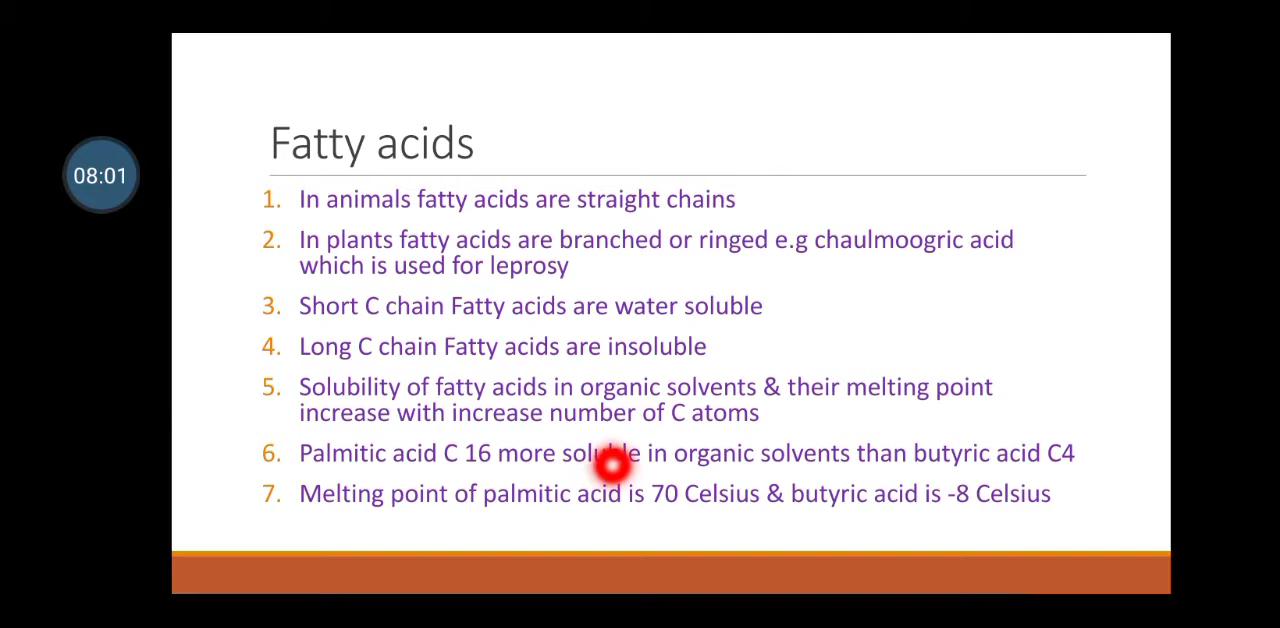 Fatty acids
08:01
1. In animals fatty acids are straight chains
2. In plants fatty acids are branched or ringed e.g chaulmoogric acid
which is used for leprosy
3. Short C chain Fatty acids are water soluble
4. Long C chain Fatty acids are insoluble
5. Solubility of fatty acids in organic solvents & their melting point
increase with increase number of C atoms
6. Palmitic acid C 16 more soluble in organic solvents than butyric acid C4
7. Melting point of palmitic acid is 70 Celsius & butyric acid is -8 Celsius